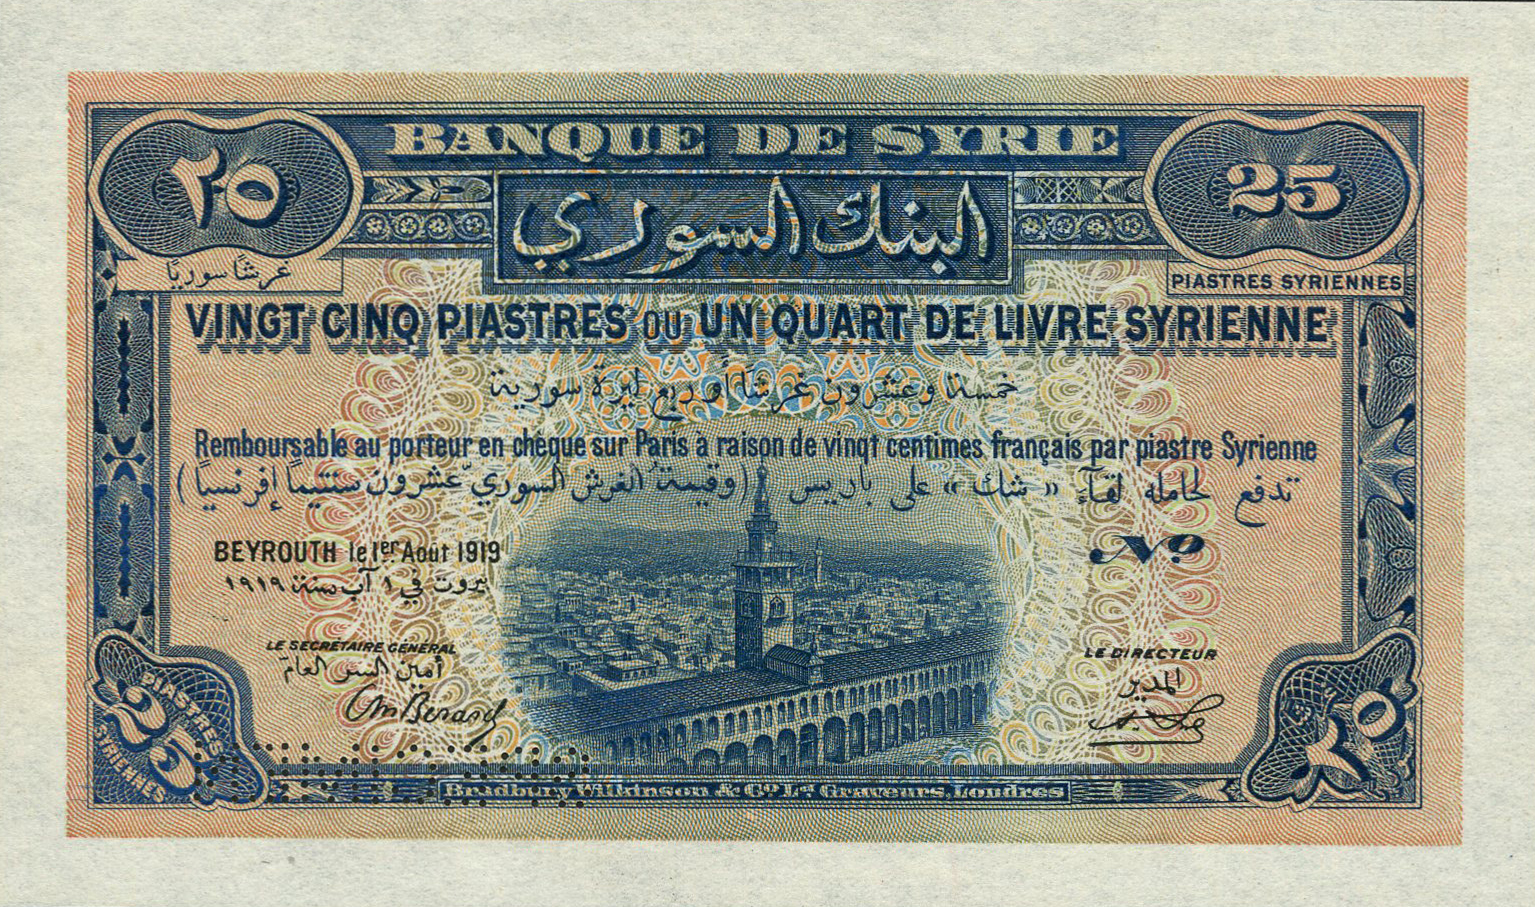 BANQUE DE SYRIE
٢٥
البنك السوري
25
غرشاً سورياً
PIASTRES SYRIENNES
VINGT CINQ PIASTRES OU UN QUART DE LIVRE SYRIENNE
خمسة وعشرون غرشاً أو ربع ليرة سورية
Remboursable au porteur en chèque sur Paris à raison de vingt centimes français par piastre Syrienne
تدفع لحامله لقاء « شك » على باريس (وقيمة الغرش السوري عشرون سنتيماً إفرنسياً)
BEYROUTH le 1er Aout 1919
بيروت في ١ آب سنة ١٩١٩
No
LE SECRÉTAIRE GÉNÉRAL
أمين السر العام
LE DIRECTEUR
المدير
PIASTRES
25
SYRIENNES
٢٥
Bradbury Wilkinson & Co. Ld. Graveurs, Londres